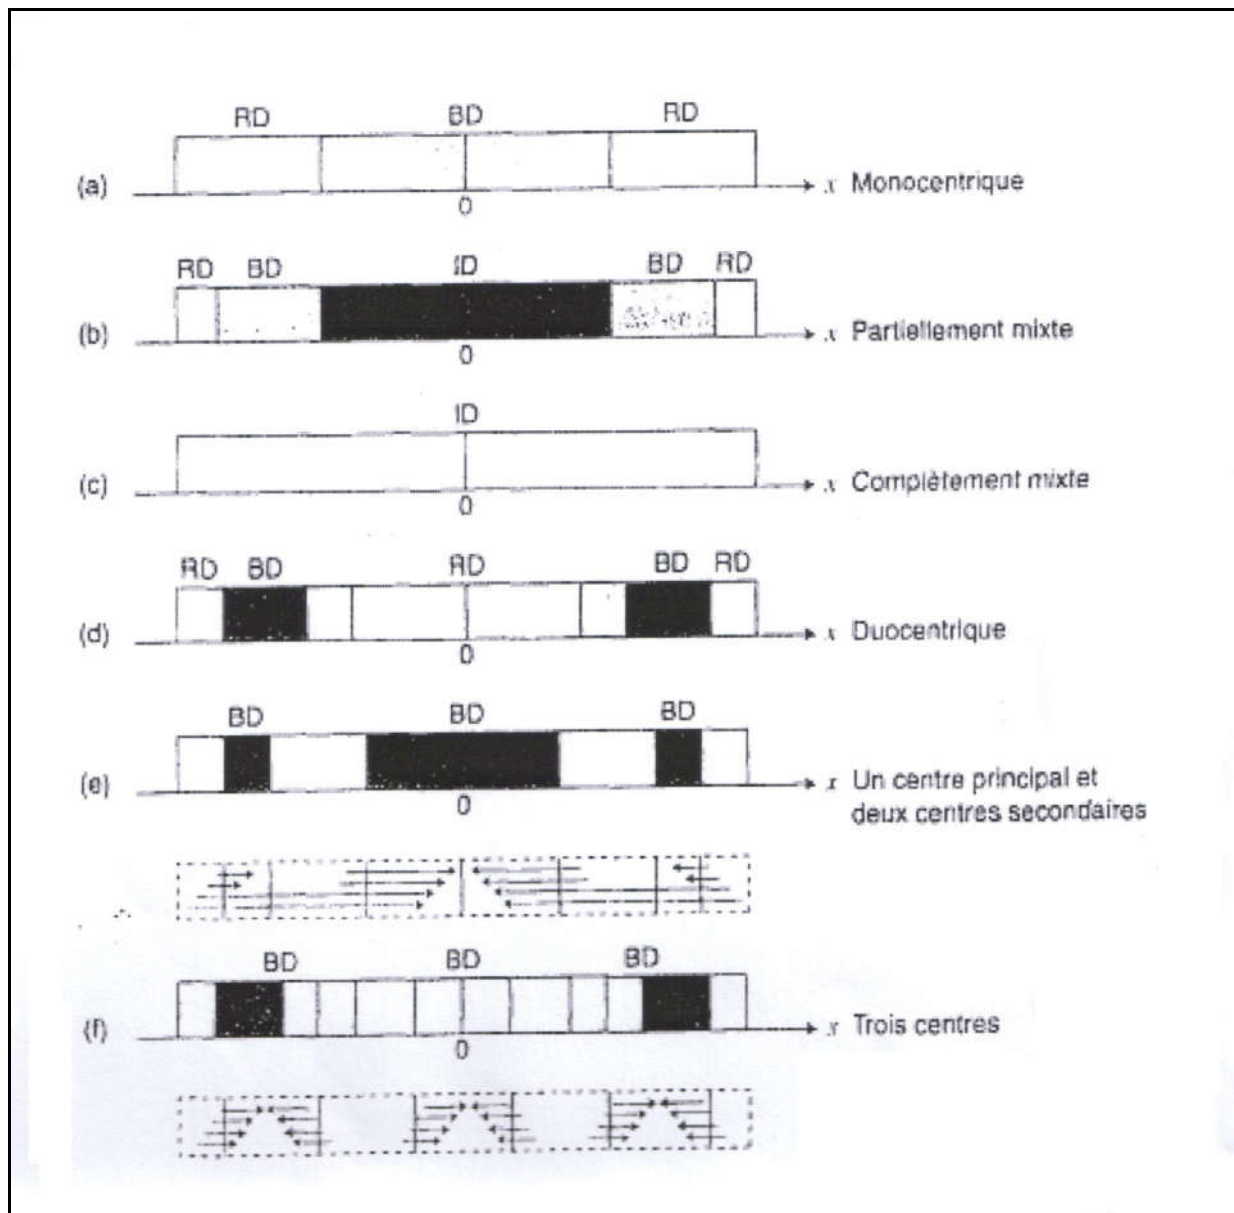 RD BD RD
(a) x Monocentrique
0
RD BD ID BD RD
(b) x Partiellement mixte
0
ID
(c) x Complètement mixte
0
RD BD RD BD RD
(d) x Duocentrique
0
BD BD BD
(e) x Un centre principal et
0 deux centres secondaires
BD BD BD
(f) x Trois centres
0